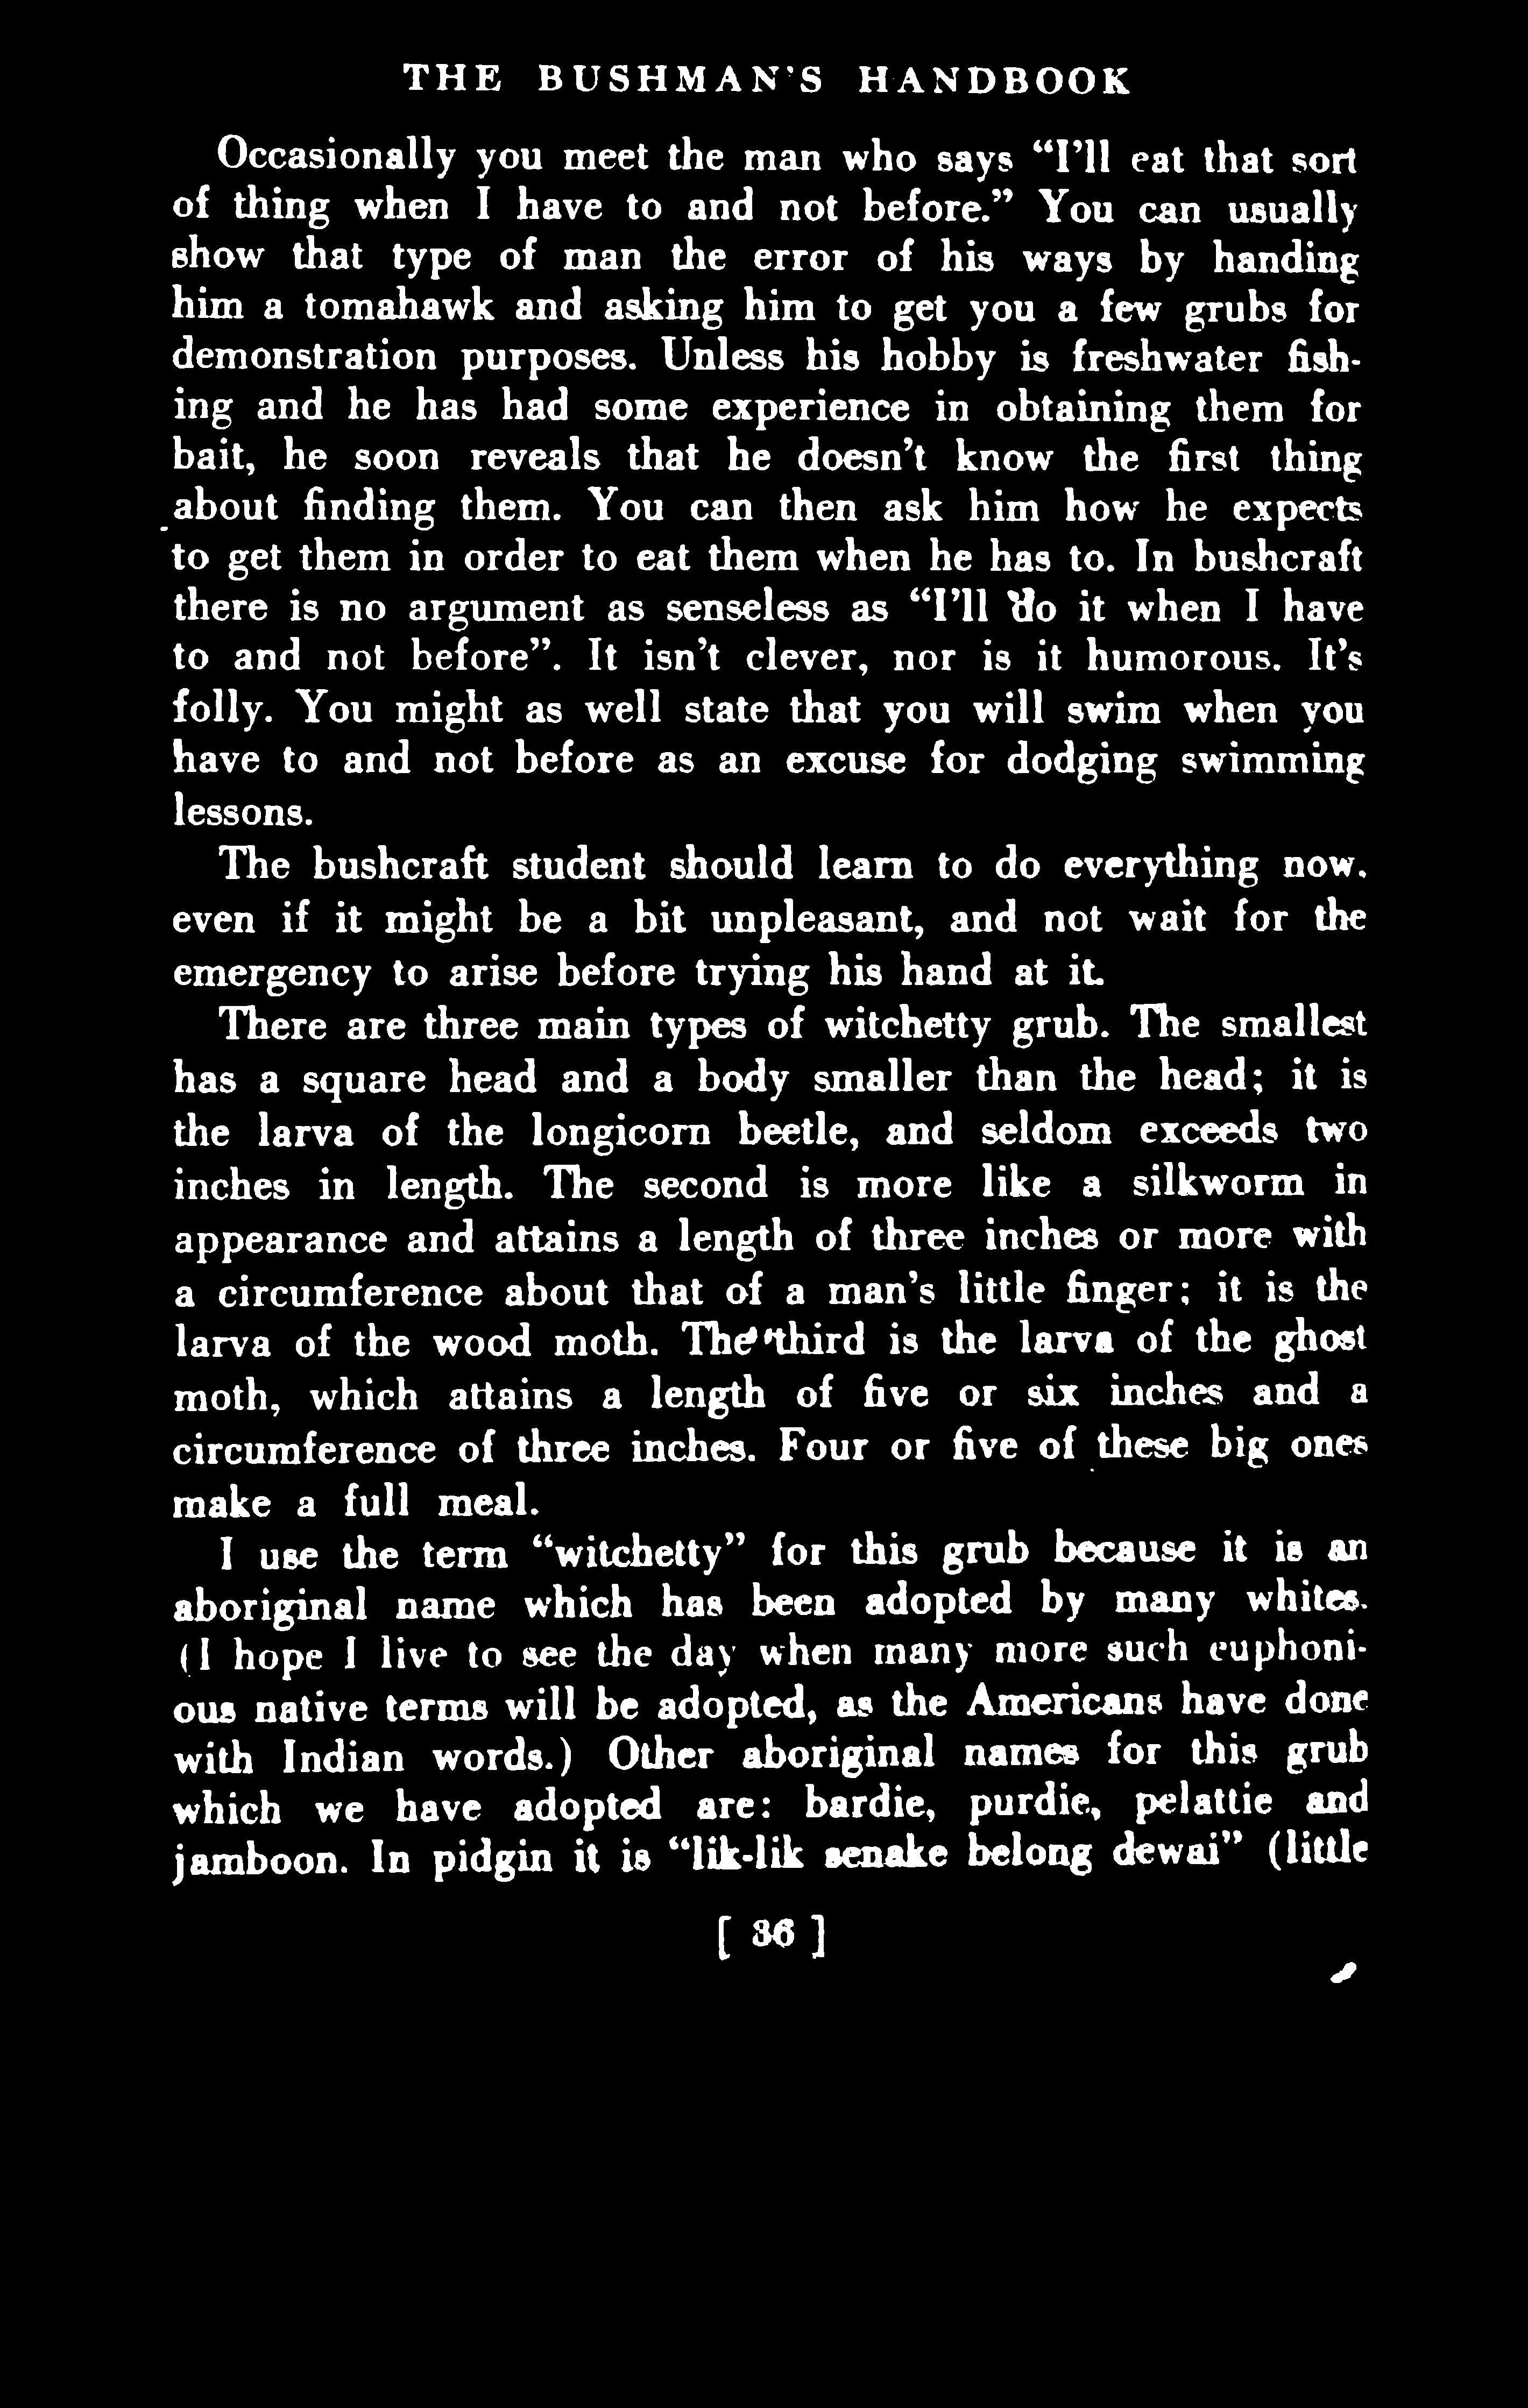 THE BUSHMAN'S HANDBOOK
Occasionally you meet the man who says “I’ll eat that sort
of thing when I have to and not before.” You can usually
show that type of man the error of his ways by handing
him a tomahawk and asking him to get you a few grubs for
demonstration purposes. Unless his hobby is freshwater fish-
ing and he has had some experience in obtaining them for
bait, he soon reveals that he doesn’t know the first thing
about finding them. You can then ask him how he expects
to get them in order to eat them when he has to. In bushcraft
there is no argument as senseless as “I’ll do it when I have
to and not before”. It isn’t clever, nor is it humorous. It’s
folly. You might as well state that you will swim when you
have to and not before as an excuse for dodging swimming
lessons.
The bushcraft student should learn to do everything now,
even if it might be a bit unpleasant, and not wait for the
emergency to arise before trying his hand at it.
There are three main types of witchetty grub. The smallest
has a square head and a body smaller than the head; it is
the larva of the longicorn beetle, and seldom exceeds two
inches in length. The second is more like a silkworm in
appearance and attains a length of three inches or more with
a circumference about that of a man’s little finger; it is the
larva of the wood moth. The third is the larva of the ghost
moth, which attains a length of five or six inches and a
circumference of three inches. Four or five of these big ones
make a full meal.
I use the term “witchetty” for this grub because it is an
aboriginal name which has been adopted by many whites.
(I hope I live to see the day when many more such euphoni-
ous native terms will be adopted, as the Americans have done
with Indian words.) Other aboriginal names for this grub
which we have adopted are: bardie, purdie, pelattie and
jamboon. In pidgin it is “lik-lik senake belong dewai” (little
[ 36 ]